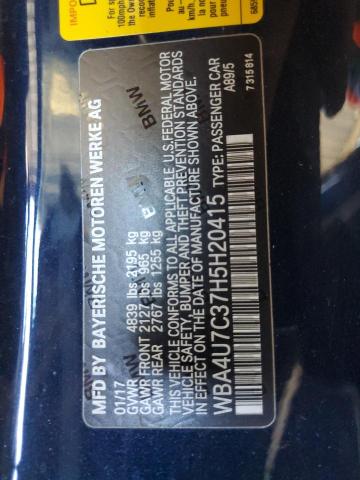 MFD BY BAYERISCHE MOTOREN WERKE AG
01/17
GVWR 4839 lbs 2195 kg
GAWR FRONT 2127 lbs 965 kg
GAWR REAR 2767 lbs 1255 kg
THIS VEHICLE CONFORMS TO ALL APPLICABLE U.S. FEDERAL MOTOR
VEHICLE SAFETY, BUMPER AND THEFT PREVENTION STANDARDS
IN EFFECT ON THE DATE OF MANUFACTURE SHOWN ABOVE.
WBA4U7C37H5H20415 TYPE: PASSENGER CAR
A89/5
7315814
BMW